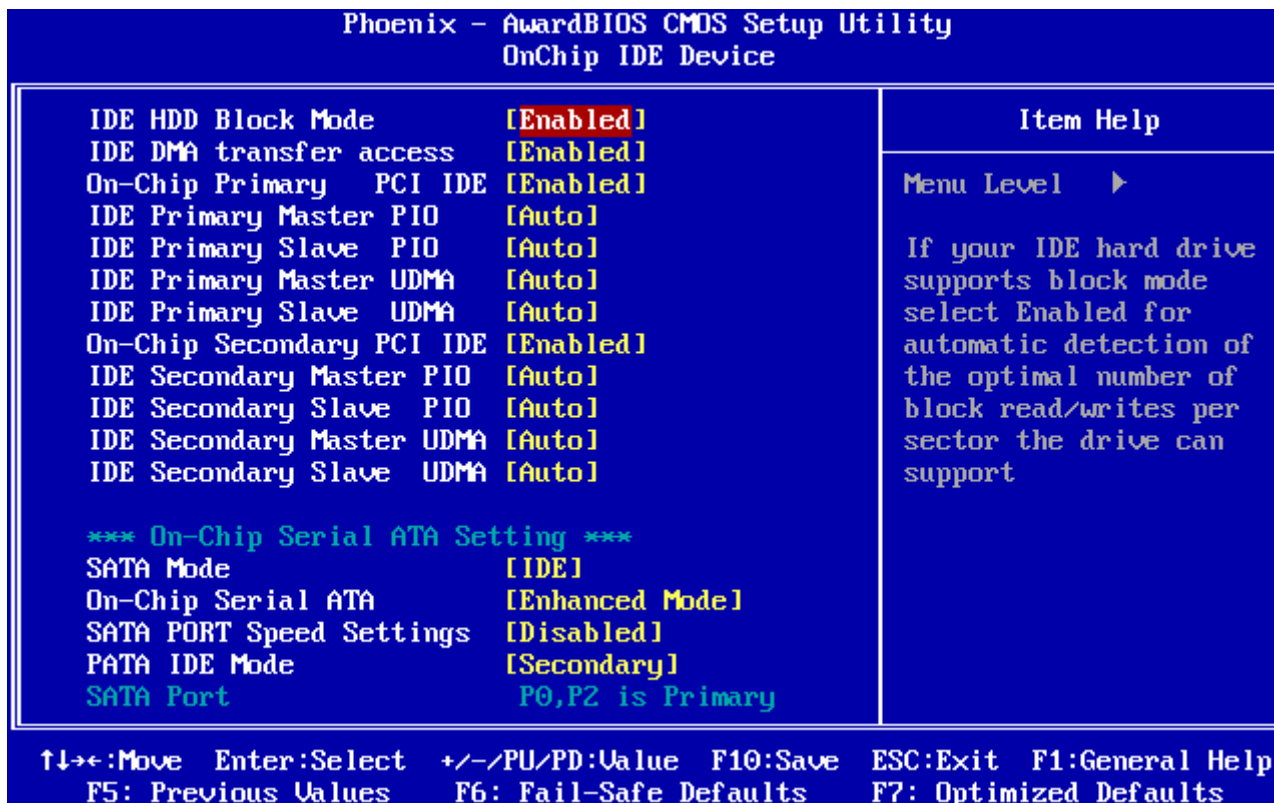 Phoenix - AwardBIOS CMOS Setup Utility
OnChip IDE Device
IDE HDD Block Mode [Enabled]
IDE DMA transfer access [Enabled]
On-Chip Primary PCI IDE [Enabled]
IDE Primary Master PIO [Auto]
IDE Primary Slave PIO [Auto]
IDE Primary Master UDMA [Auto]
IDE Primary Slave UDMA [Auto]
On-Chip Secondary PCI IDE [Enabled]
IDE Secondary Master PIO [Auto]
IDE Secondary Slave PIO [Auto]
IDE Secondary Master UDMA [Auto]
IDE Secondary Slave UDMA [Auto]
*** On-Chip Serial ATA Setting ***
SATA Mode [IDE]
On-Chip Serial ATA [Enhanced Mode]
SATA PORT Speed Settings [Disabled]
PATA IDE Mode [Secondary]
SATA Port P0,P2 is Primary
Item Help
Menu Level ▶
If your IDE hard drive
supports block mode
select Enabled for
automatic detection of
the optimal number of
block read/writes per
sector the drive can
support
↑↓→←:Move Enter:Select +/-/PU/PD:Value F10:Save ESC:Exit F1:General Help
F5: Previous Values F6: Fail-Safe Defaults F7: Optimized Defaults